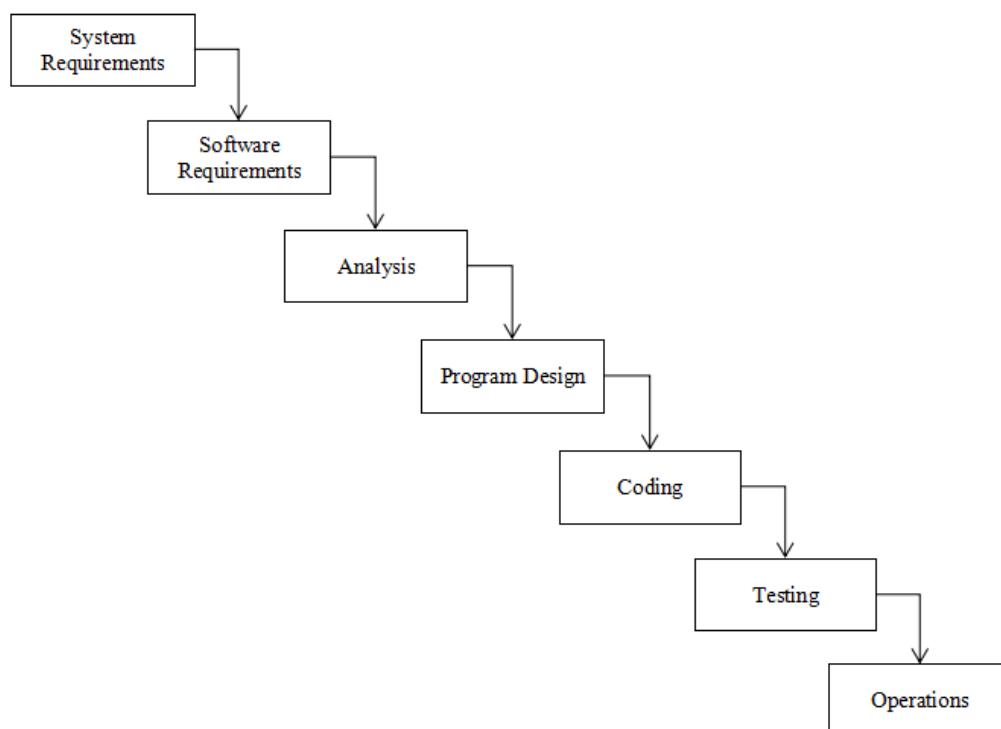 System
Requirements
Software
Requirements
Analysis
Program Design
Coding
Testing
Operations